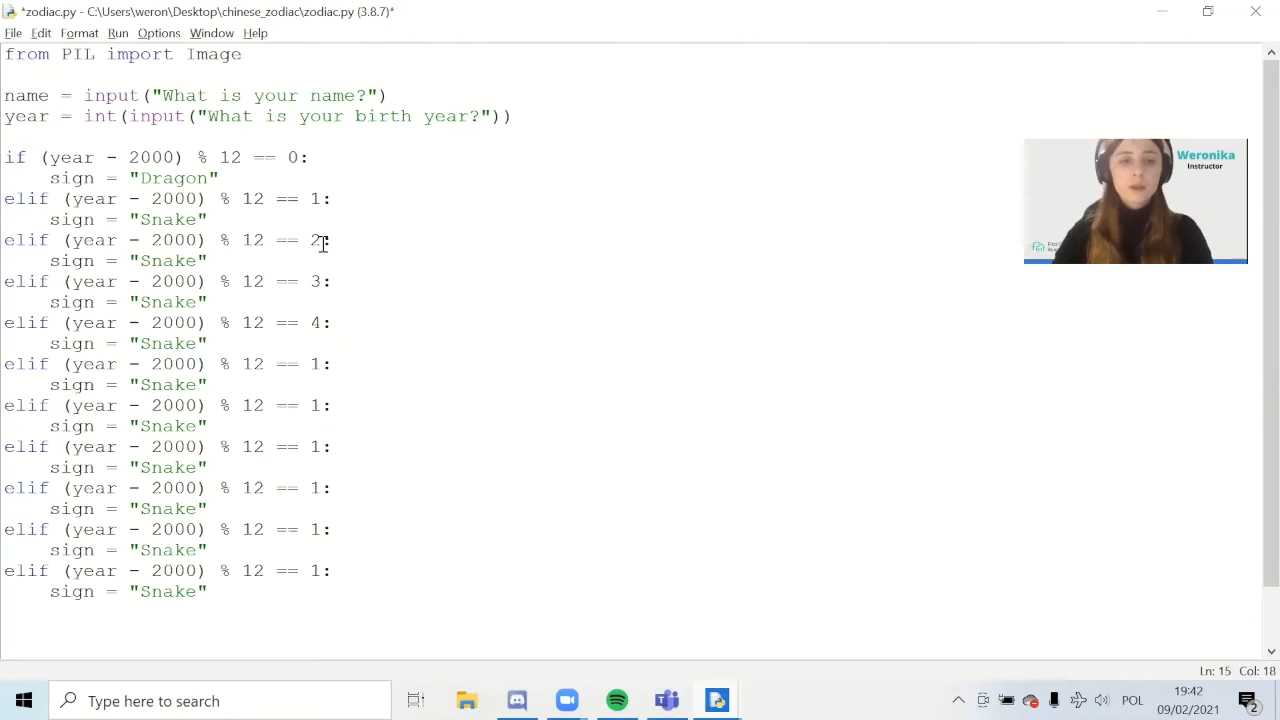 *zodiac.py - C:\Users\weron\Desktop\chinese_zodiac\zodiac.py (3.8.7)*
File Edit Format Run Options Window Help
from PIL import Image
name = input("What is your name?")
year = int(input("What is your birth year?"))
if (year - 2000) % 12 == 0:
    sign = "Dragon"
elif (year - 2000) % 12 == 1:
    sign = "Snake"
elif (year - 2000) % 12 == 2:
    sign = "Snake"
elif (year - 2000) % 12 == 3:
    sign = "Snake"
elif (year - 2000) % 12 == 4:
    sign = "Snake"
elif (year - 2000) % 12 == 1:
    sign = "Snake"
elif (year - 2000) % 12 == 1:
    sign = "Snake"
elif (year - 2000) % 12 == 1:
    sign = "Snake"
elif (year - 2000) % 12 == 1:
    sign = "Snake"
elif (year - 2000) % 12 == 1:
    sign = "Snake"
elif (year - 2000) % 12 == 1:
    sign = "Snake"
Weronika
Instructor
Ln: 15 Col: 18
Type here to search
POL
19:42
09/02/2021
2